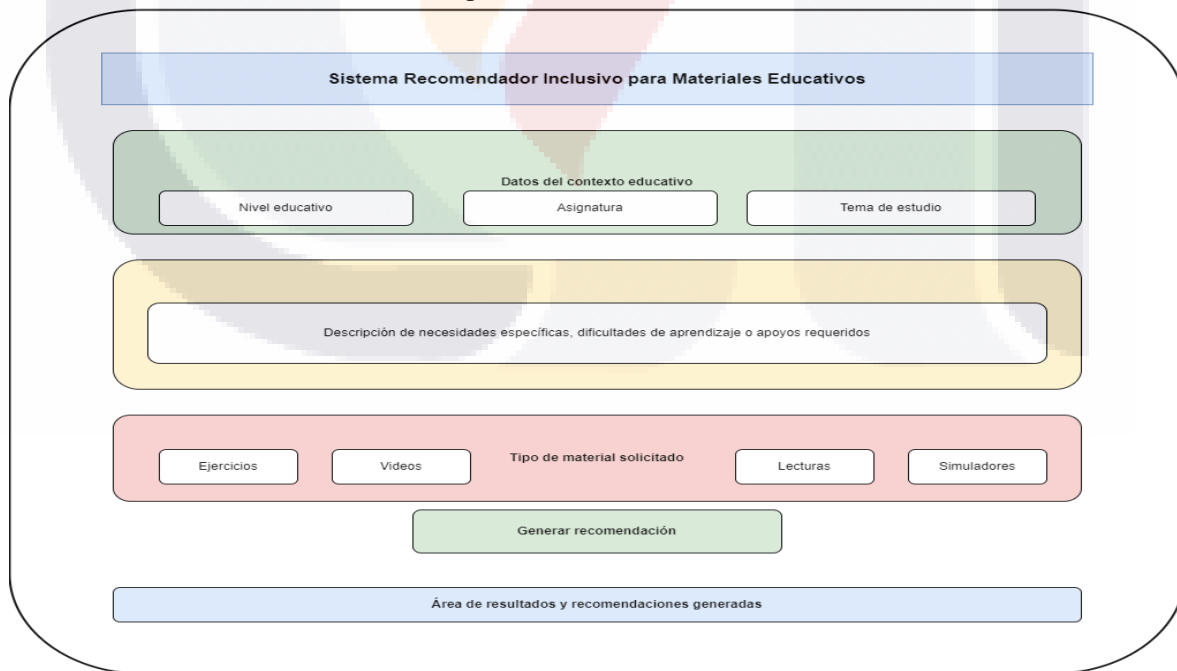 Sistema Recomendador Inclusivo para Materiales Educativos
Datos del contexto educativo
Nivel educativo
Asignatura
Tema de estudio
Descripción de necesidades específicas, dificultades de aprendizaje o apoyos requeridos
Tipo de material solicitado
Ejercicios
Videos
Lecturas
Simuladores
Generar recomendación
Área de resultados y recomendaciones generadas